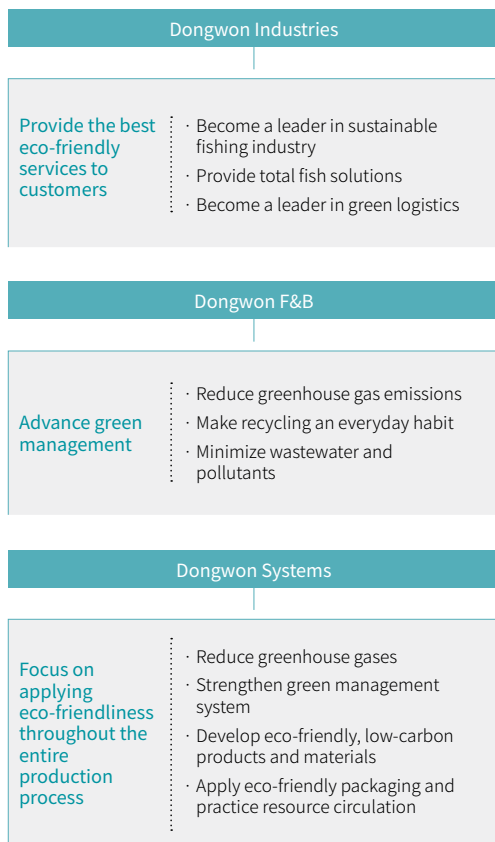 Dongwon Industries
Provide the best
eco-friendly
services to
customers
· Become a leader in sustainable
fishing industry
· Provide total fish solutions
· Become a leader in green logistics
Dongwon F&B
Advance green
management
· Reduce greenhouse gas emissions
· Make recycling an everyday habit
· Minimize wastewater and
pollutants
Dongwon Systems
Focus on
applying
eco-friendliness
throughout the
entire
production
process
· Reduce greenhouse gases
· Strengthen green management
system
· Develop eco-friendly, low-carbon
products and materials
· Apply eco-friendly packaging and
practice resource circulation